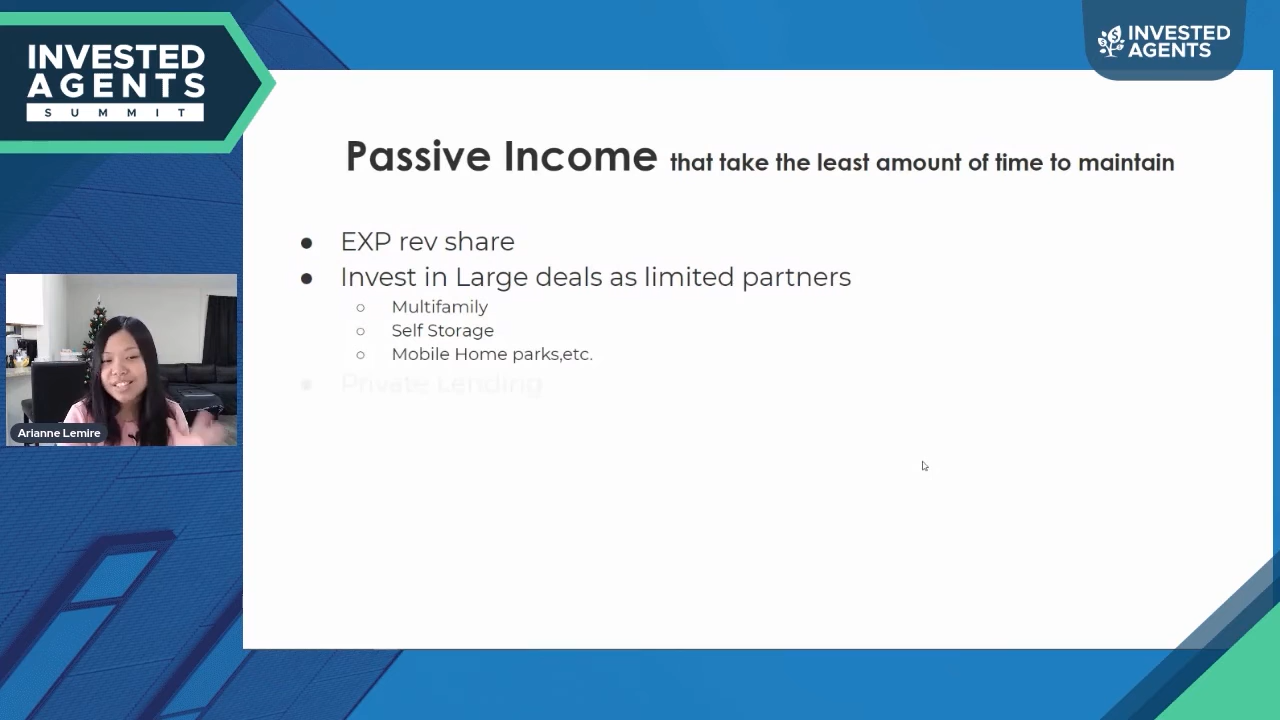 INVESTED
AGENTS
SUMMIT
INVESTED
AGENTS
Passive Income that take the least amount of time to maintain
● EXP rev share
● Invest in Large deals as limited partners
○ Multifamily
○ Self Storage
○ Mobile Home parks,etc.
● Private Lending
Arianne Lemire